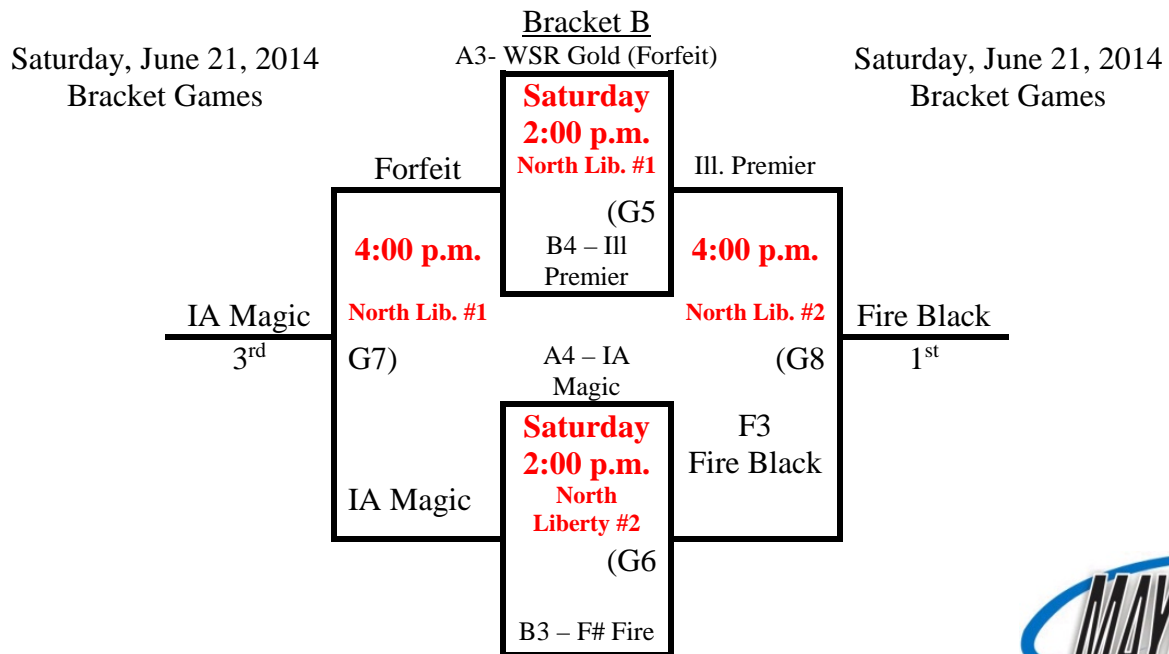 Bracket B
A3- WSR Gold (Forfeit)
Saturday, June 21, 2014
Bracket Games
Saturday, June 21, 2014
Bracket Games
Saturday
2:00 p.m.
North Lib. #1
(G5
B4 – Ill
Premier
Forfeit
Ill. Premier
4:00 p.m.
North Lib. #1
G7)
4:00 p.m.
North Lib. #2
(G8
IA Magic
3rd
Fire Black
1st
A4 – IA
Magic
Saturday
2:00 p.m.
North
Liberty #2
(G6
B3 – F# Fire
IA Magic
F3
Fire Black